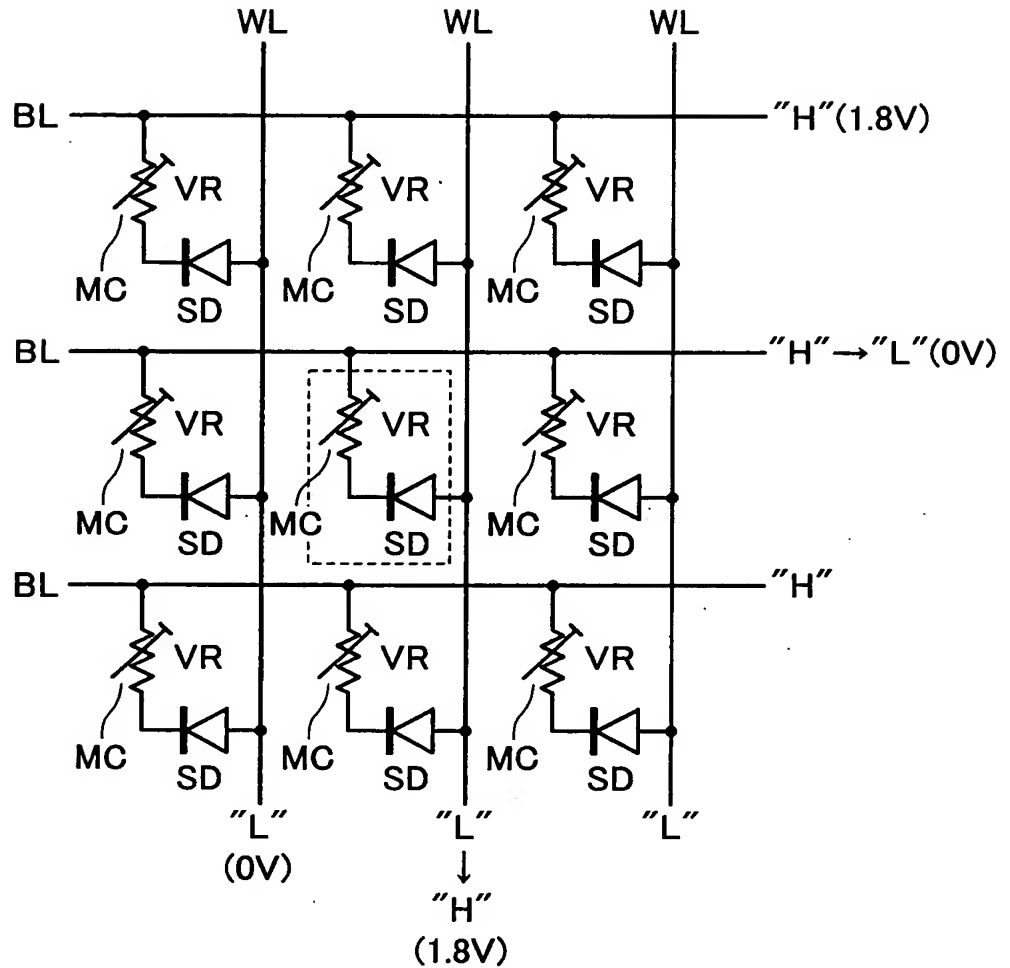 WL WL WL
BL ″H″(1.8V)
VR VR VR
MC MC MC
SD SD SD
BL ″H″→″L″(0V)
VR VR VR
MC MC MC
SD SD SD
BL ″H″
VR VR VR
MC MC MC
SD SD SD
″L″ ″L″ ″L″
(0V) ↓
″H″
(1.8V)